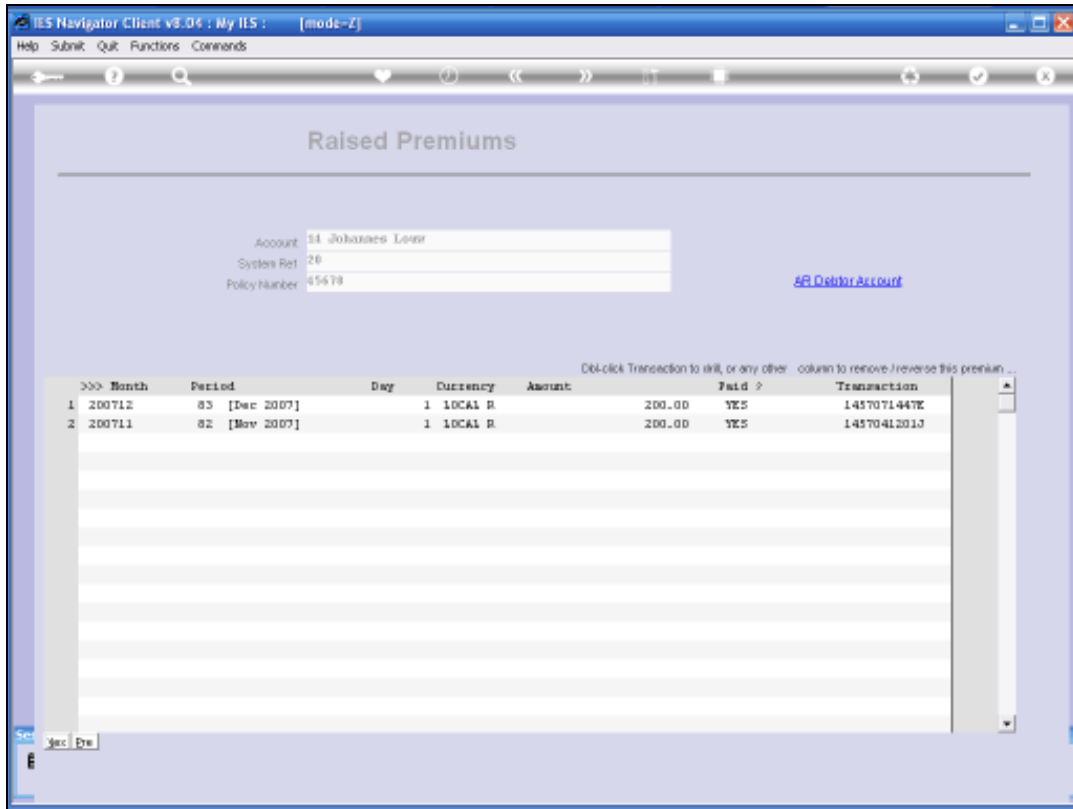 IES Navigator Client v8.04 : My IES : [mode=Z]
Help Submit Quit Functions Commands
Raised Premiums
Account 14 Johannes Louw
System Ref 20
Policy Number 45678
AR Debtor Account
Dbl-click Transaction to drill, or any other column to remove / reverse this premium ...
>>> Month Period Day Currency Amount Paid ? Transaction
1 200712 83 [Dec 2007] 1 LOCAL R 200.00 YES 1457071447K
2 200711 82 [Nov 2007] 1 LOCAL R 200.00 YES 1457041201J
Nex Pre